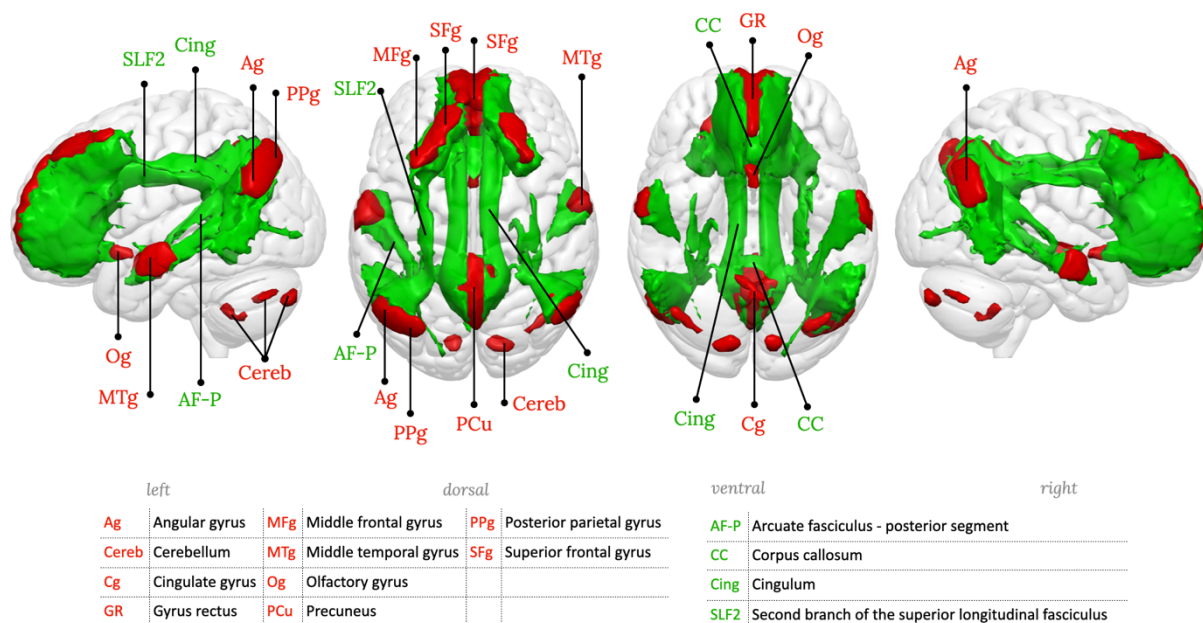 CC
GR
Og
SFg
SFg
MFg
MTg
Cing
SLF2
Ag
PPg
SLF2
Ag
Og
MTg
AF-P
Cereb
AF-P
Ag
PPg
PCu
Cereb
Cing
Cing
Cg
CC
left
dorsal
ventral
right
Ag Angular gyrus MFg Middle frontal gyrus PPg Posterior parietal gyrus
Cereb Cerebellum MTg Middle temporal gyrus SFg Superior frontal gyrus
Cg Cingulate gyrus Og Olfactory gyrus
GR Gyrus rectus PCu Precuneus
AF-P Arcuate fasciculus - posterior segment
CC Corpus callosum
Cing Cingulum
SLF2 Second branch of the superior longitudinal fasciculus